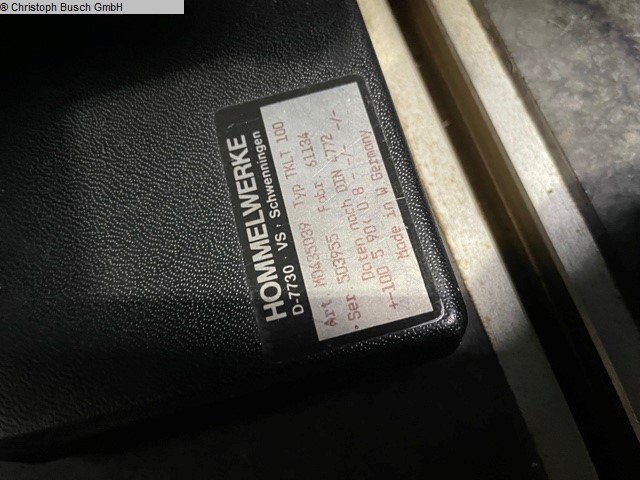 © Christoph Busch GmbH
HOMMELWERKE
D-7730 · VS - Schwenningen
Art M0435039 Typ TKLT 100
Ser 503955 Fabr 61134
Daten nach DIN 4772
+-100 5 90< 0.8 - -/- -/-
Made in W Germany